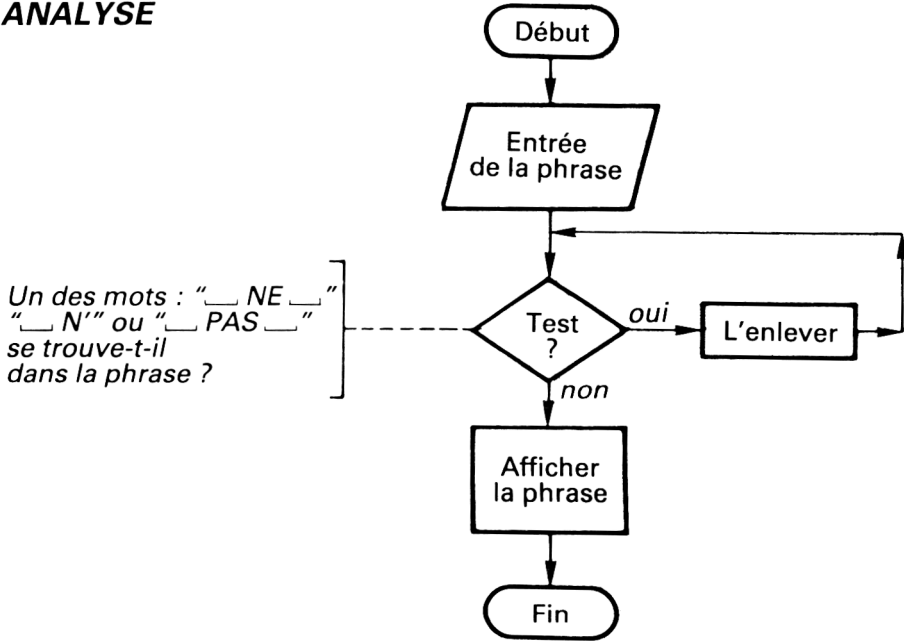 ANALYSE
Début
Entrée
de la phrase
Un des mots : “⎵ NE ⎵”
“⎵ N'” ou “⎵ PAS ⎵”
se trouve-t-il
dans la phrase ?
Test
?
oui
L'enlever
non
Afficher
la phrase
Fin